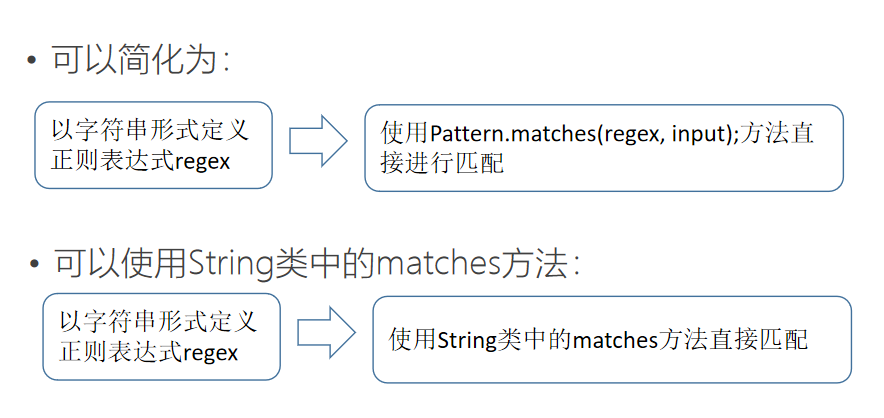 • 可以简化为：
以字符串形式定义
正则表达式regex
使用Pattern.matches(regex, input);方法直
接进行匹配
• 可以使用String类中的matches方法：
以字符串形式定义
正则表达式regex
使用String类中的matches方法直接匹配